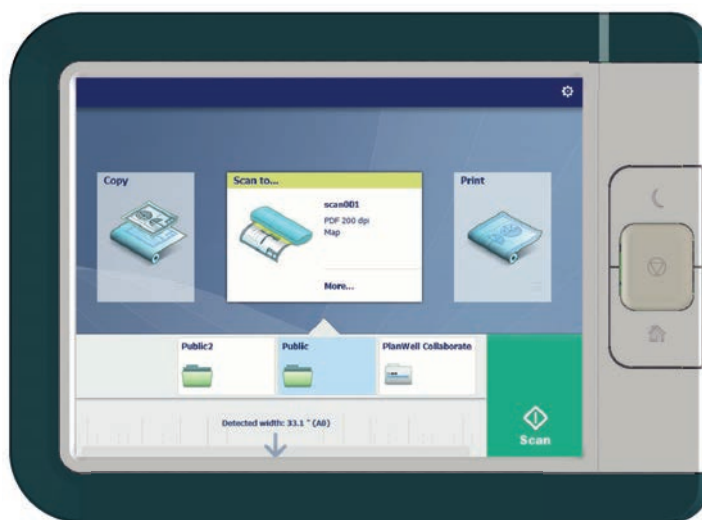 Copy
Scan to...
scan001
PDF 200 dpi
Map
More...
Print
Public2
Public
PlanWell Collaborate
Detected width: 33.1 " (A0)
Scan